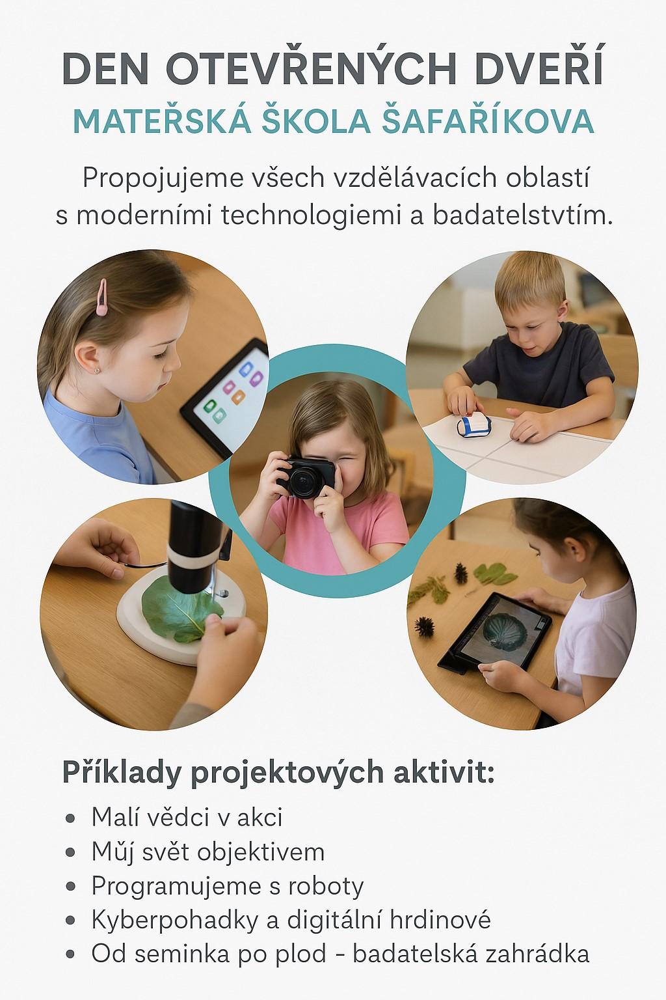 DEN OTEVŘENÝCH DVEŘÍ
MATEŘSKÁ ŠKOLA ŠAFAŘÍKOVA
Propojujeme všech vzdělávacích oblastí
s moderními technologiemi a badatelstvtím.
Příklady projektových aktivit:
• Malí vědci v akci
• Můj svět objektivem
• Programujeme s roboty
• Kyberpohadky a digitální hrdinové
• Od seminka po plod - badatelská zahrádka